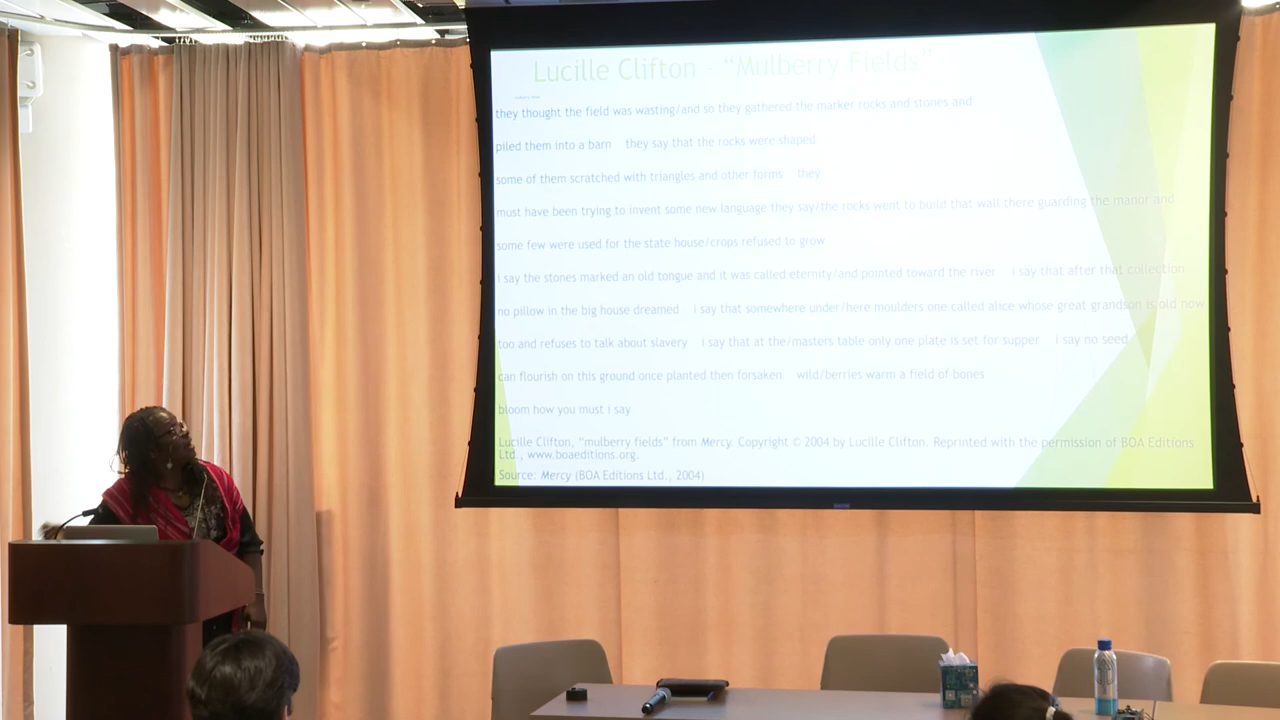 Lucille Clifton - “Mulberry Fields”
they thought the field was wasting/and so they gathered the marker rocks and stones and
piled them into a barn they say that the rocks were shaped
some of them scratched with triangles and other forms they
must have been trying to invent some new language they say/the rocks went to build that wall there guarding the manor and
some few were used for the state house/crops refused to grow
i say the stones marked an old tongue and it was called eternity/and pointed toward the river i say that after that collection
no pillow in the big house dreamed i say that somewhere under/here moulders one called alice whose great grandson is old now
too and refuses to talk about slavery i say that at the/masters table only one plate is set for supper i say no seed
can flourish on this ground once planted then forsaken wild/berries warm a field of bones
bloom how you must i say
Lucille Clifton, “mulberry fields” from Mercy. Copyright © 2004 by Lucille Clifton. Reprinted with the permission of BOA Editions
Ltd., www.boaeditions.org.
Source: Mercy (BOA Editions Ltd., 2004)